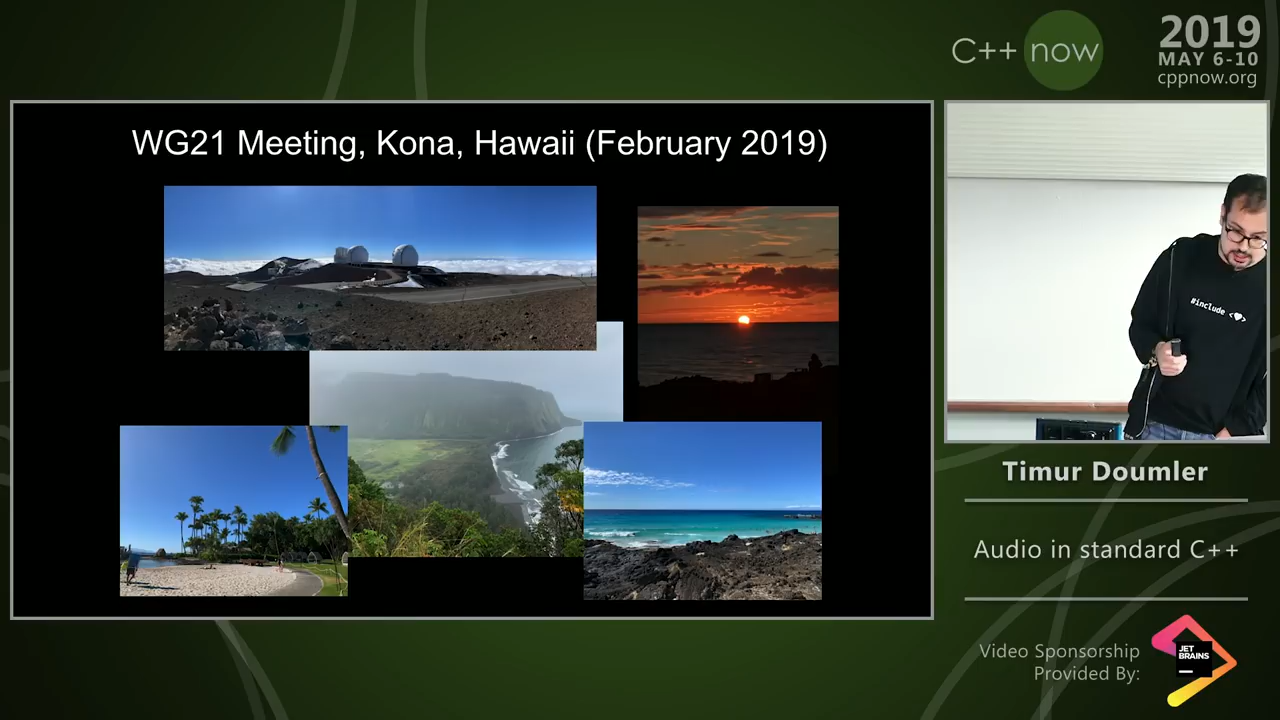 C++ now
2019
MAY 6-10
cppnow.org
WG21 Meeting, Kona, Hawaii (February 2019)
#include <♥>
Timur Doumler
Audio in standard C++
Video Sponsorship
Provided By:
JET
BRAINS